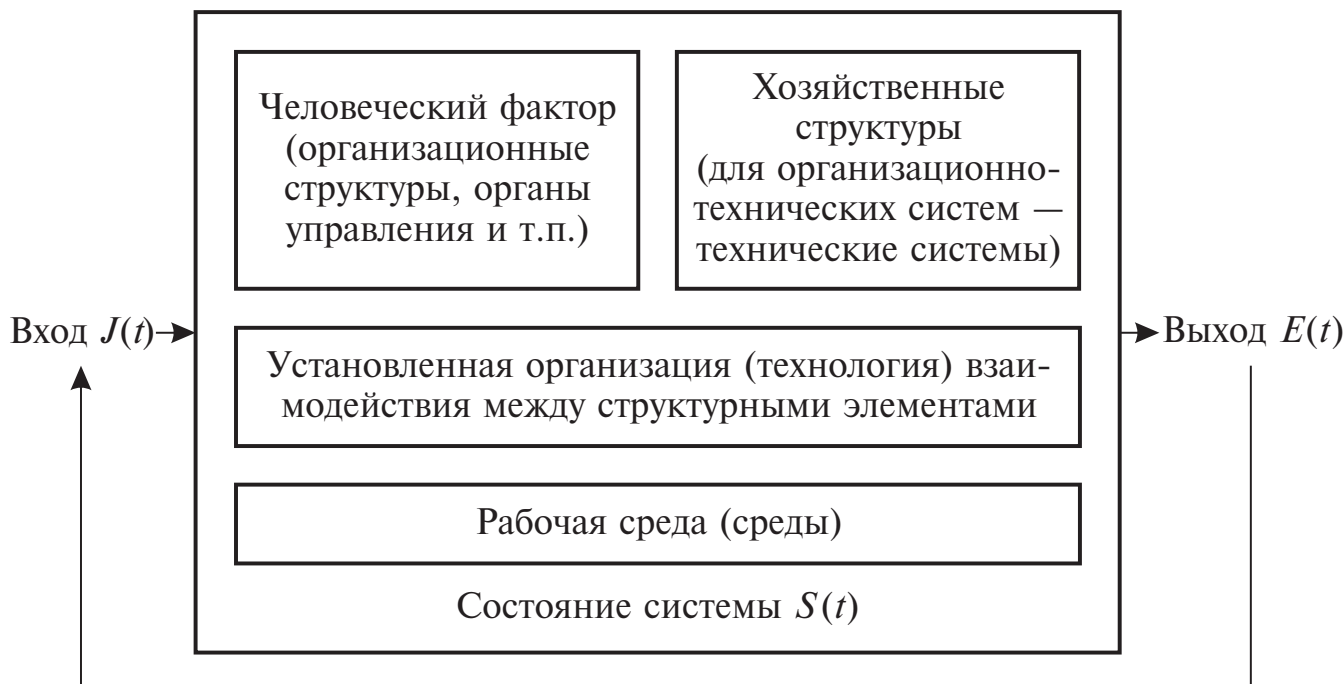 Человеческий фактор
(организационные
структуры, органы
управления и т.п.)
Хозяйственные
структуры
(для организационно-
технических систем —
технические системы)
Вход J(t)
Выход E(t)
Установленная организация (технология) взаи-
модействия между структурными элементами
Рабочая среда (среды)
Состояние системы S(t)